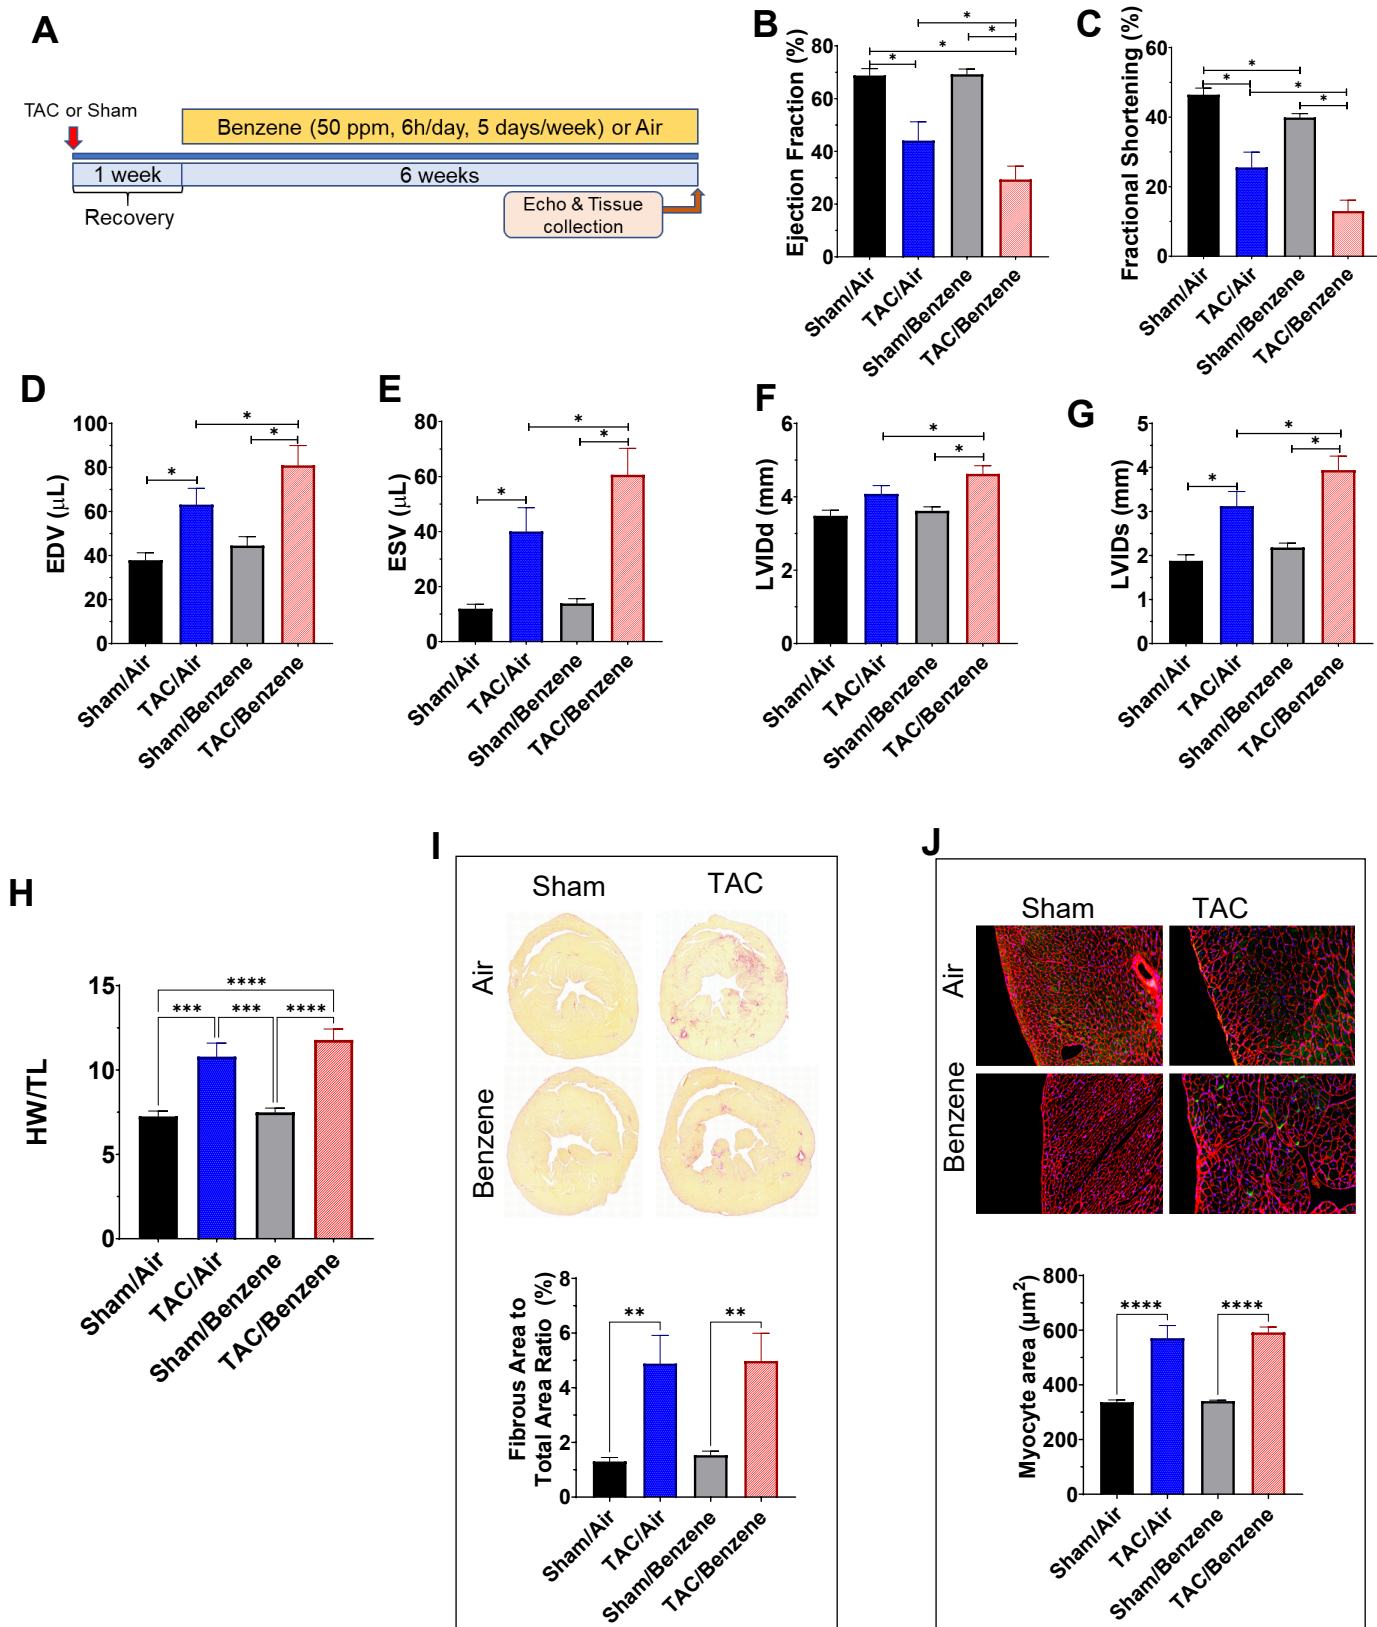 A
TAC or Sham
Benzene (50 ppm, 6h/day, 5 days/week) or Air
1 week
6 weeks
Recovery
Echo & Tissue
collection
B
Ejection Fraction (%)
80
60
40
20
0
* * * *
Sham/Air
TAC/Air
Sham/Benzene
TAC/Benzene
C
Fractional Shortening (%)
60
40
20
0
* * * *
Sham/Air
TAC/Air
Sham/Benzene
TAC/Benzene
D
EDV (μL)
100
80
60
40
20
0
* * *
Sham/Air
TAC/Air
Sham/Benzene
TAC/Benzene
E
ESV (μL)
80
60
40
20
0
* * *
Sham/Air
TAC/Air
Sham/Benzene
TAC/Benzene
F
LVIDd (mm)
6
4
2
0
* *
Sham/Air
TAC/Air
Sham/Benzene
TAC/Benzene
G
LVIDs (mm)
5
4
3
2
1
0
* * *
Sham/Air
TAC/Air
Sham/Benzene
TAC/Benzene
H
HW/TL
15
10
5
0
****
*** *** ****
Sham/Air
TAC/Air
Sham/Benzene
TAC/Benzene
I
Sham TAC
Air
Benzene
Fibrous Area to
Total Area Ratio (%)
8
6
4
2
0
** **
Sham/Air
TAC/Air
Sham/Benzene
TAC/Benzene
J
Sham TAC
Air
Benzene
Myocyte area (μm²)
800
600
400
200
0
**** ****
Sham/Air
TAC/Air
Sham/Benzene
TAC/Benzene